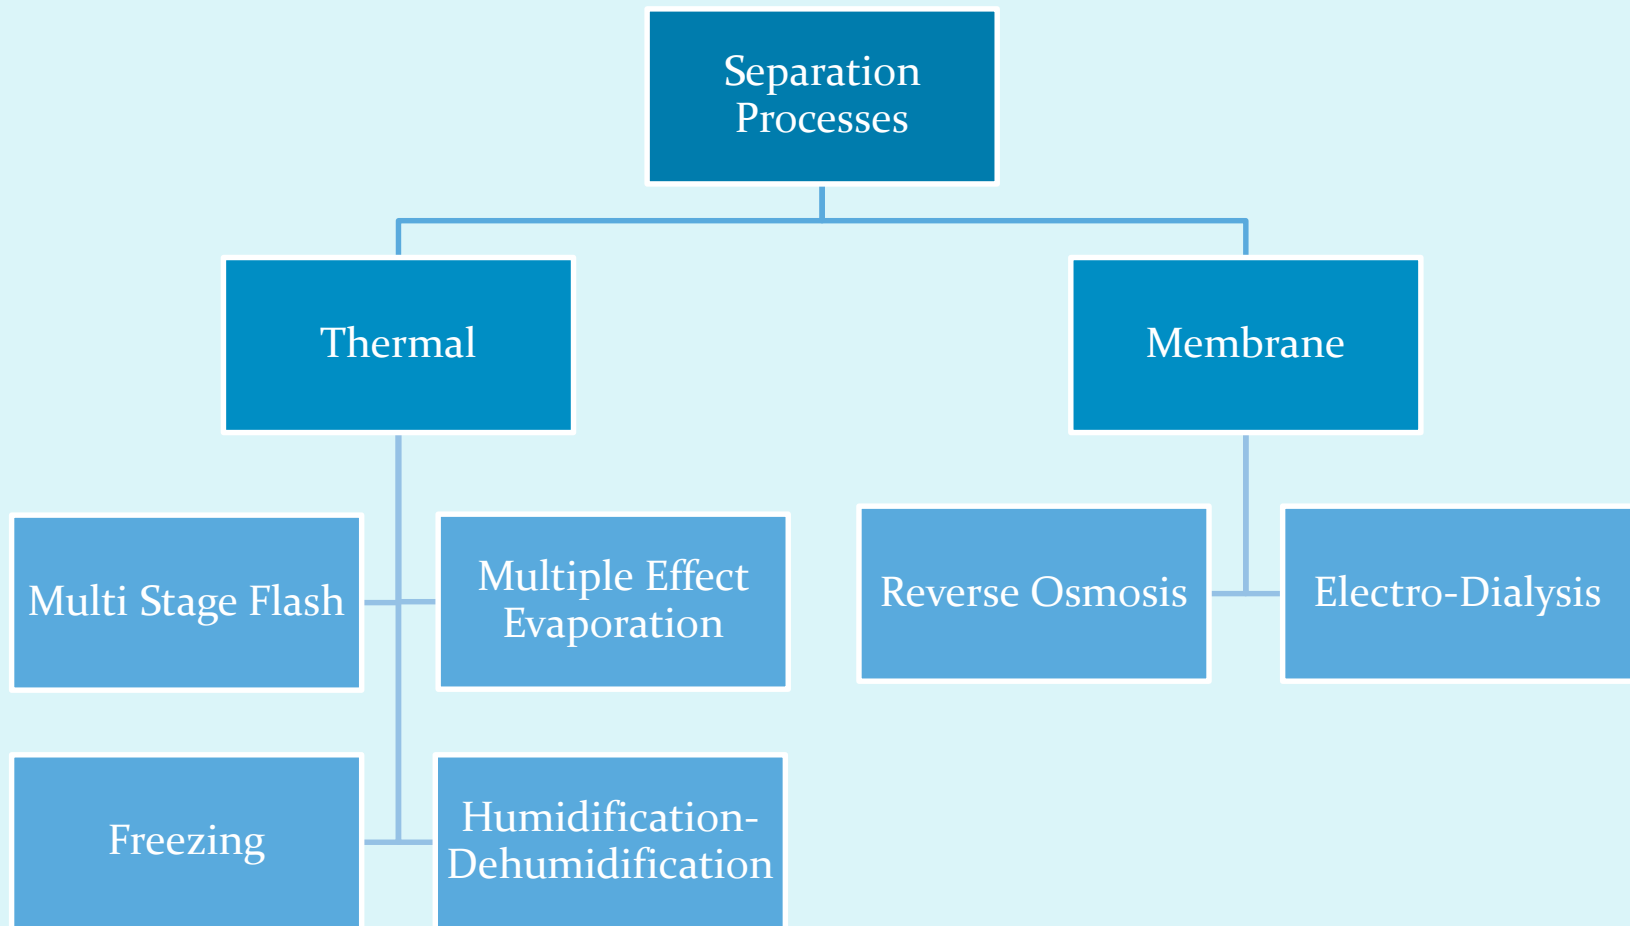 Separation
Processes
Thermal
Membrane
Multi Stage Flash
Multiple Effect
Evaporation
Reverse Osmosis
Electro-Dialysis
Freezing
Humidification-
Dehumidification